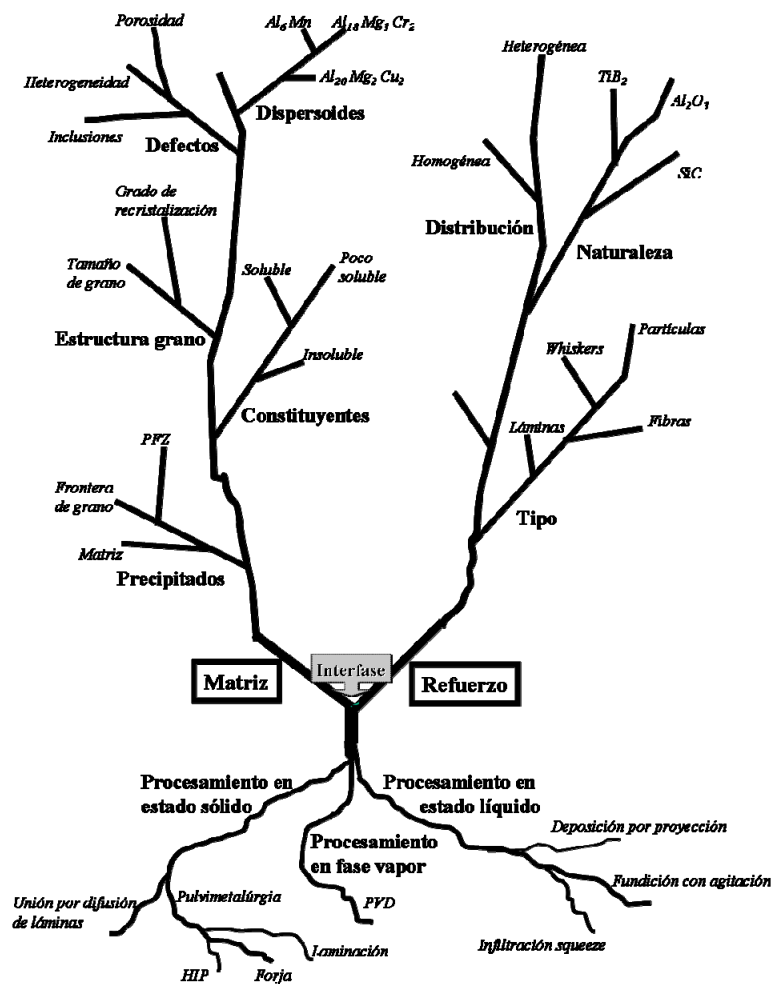 Porosidad
Al6Mn
Al18Mg3Cr2
Heterogeneidad
Al20Mg2Cu2
Inclusiones
Dispersoides
Defectos
Heterogénea
TiB2
Al2O3
Homogénea
SiC
Distribución
Naturaleza
Grado de
recristalización
Tamaño
de grano
Soluble
Poco
soluble
Estructura grano
Insoluble
Constituyentes
Partículas
Whiskers
Láminas
Fibras
Tipo
PFZ
Frontera
de grano
Matriz
Precipitados
Interfase
Matriz
Refuerzo
Procesamiento en
estado sólido
Procesamiento en
estado líquido
Procesamiento
en fase vapor
Deposición por proyección
Fundición con agitación
Infiltración squeeze
PVD
Pulvimetalúrgia
Unión por difusión
de láminas
Laminación
HIP
Forja